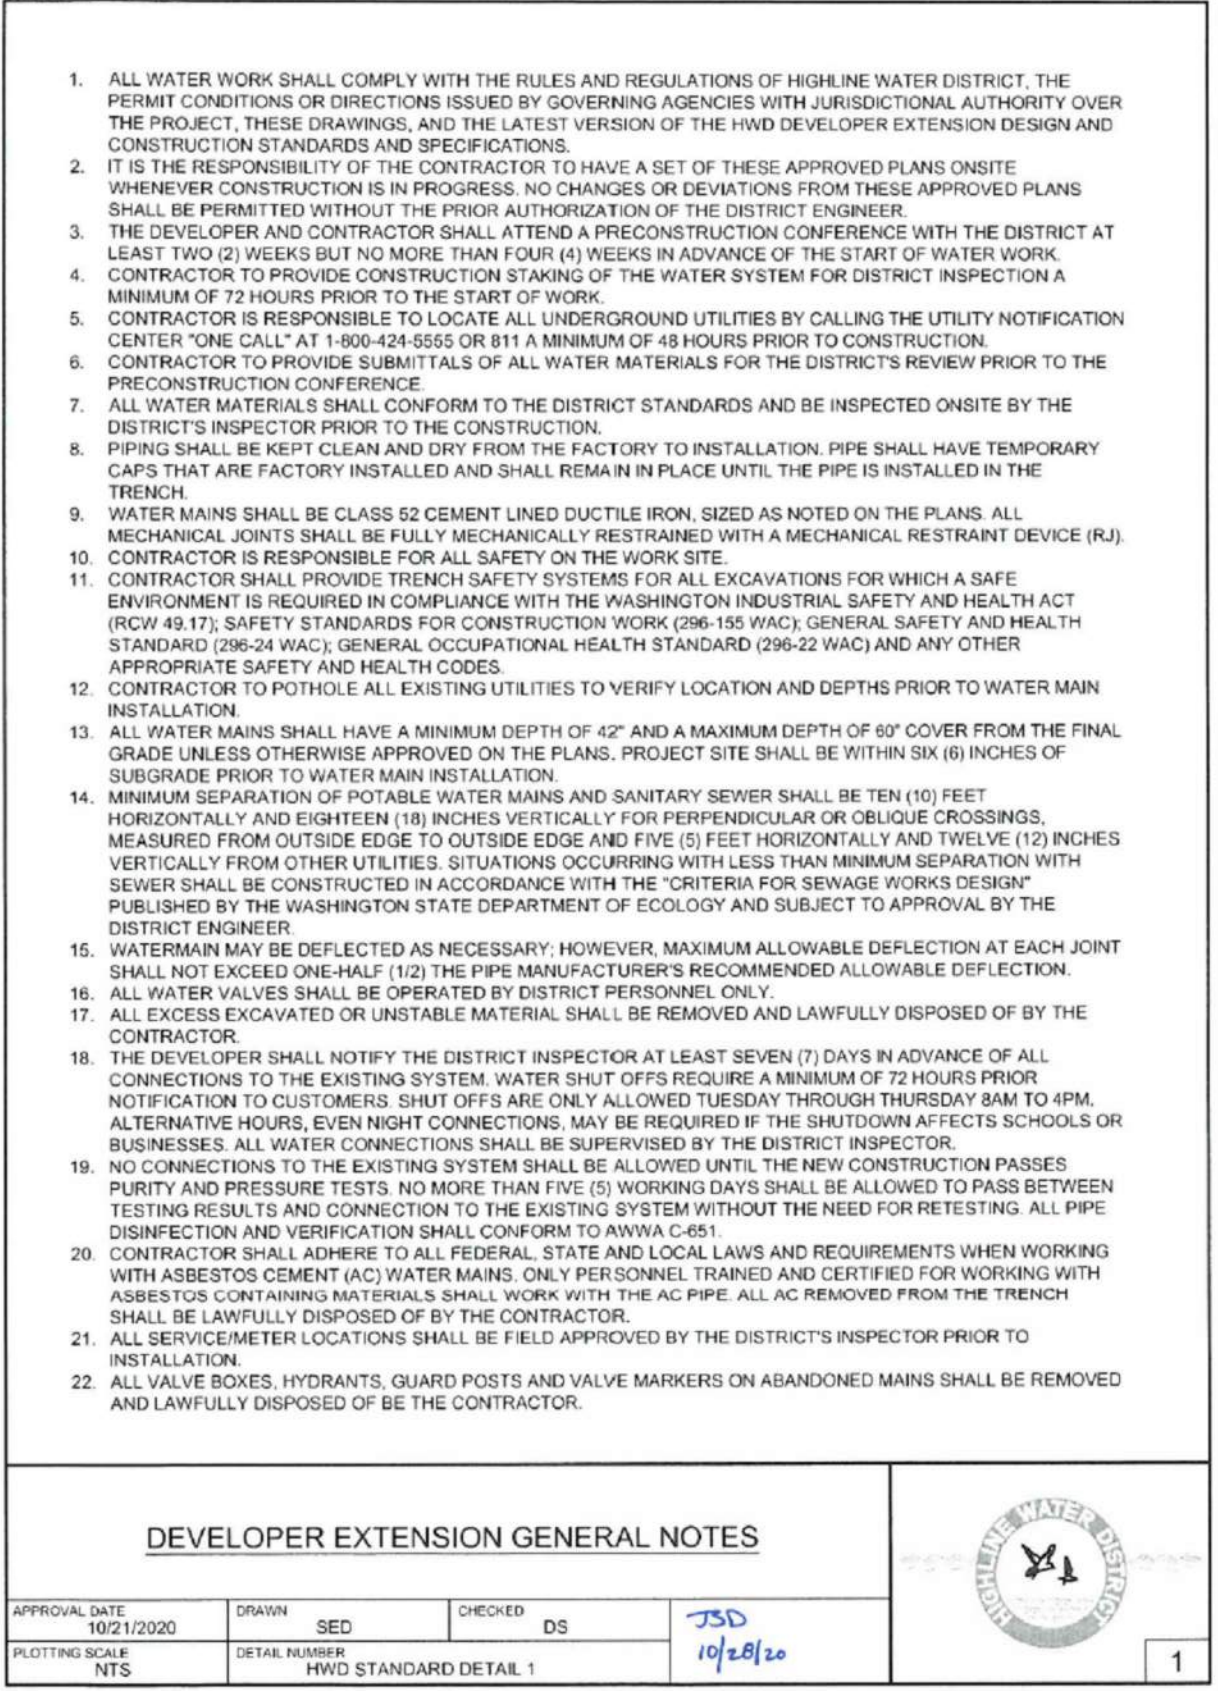 1. ALL WATER WORK SHALL COMPLY WITH THE RULES AND REGULATIONS OF HIGHLINE WATER DISTRICT, THE
PERMIT CONDITIONS OR DIRECTIONS ISSUED BY GOVERNING AGENCIES WITH JURISDICTIONAL AUTHORITY OVER
THE PROJECT, THESE DRAWINGS, AND THE LATEST VERSION OF THE HWD DEVELOPER EXTENSION DESIGN AND
CONSTRUCTION STANDARDS AND SPECIFICATIONS.
2. IT IS THE RESPONSIBILITY OF THE CONTRACTOR TO HAVE A SET OF THESE APPROVED PLANS ONSITE
WHENEVER CONSTRUCTION IS IN PROGRESS. NO CHANGES OR DEVIATIONS FROM THESE APPROVED PLANS
SHALL BE PERMITTED WITHOUT THE PRIOR AUTHORIZATION OF THE DISTRICT ENGINEER.
3. THE DEVELOPER AND CONTRACTOR SHALL ATTEND A PRECONSTRUCTION CONFERENCE WITH THE DISTRICT AT
LEAST TWO (2) WEEKS BUT NO MORE THAN FOUR (4) WEEKS IN ADVANCE OF THE START OF WATER WORK.
4. CONTRACTOR TO PROVIDE CONSTRUCTION STAKING OF THE WATER SYSTEM FOR DISTRICT INSPECTION A
MINIMUM OF 72 HOURS PRIOR TO THE START OF WORK.
5. CONTRACTOR IS RESPONSIBLE TO LOCATE ALL UNDERGROUND UTILITIES BY CALLING THE UTILITY NOTIFICATION
CENTER "ONE CALL" AT 1-800-424-5555 OR 811 A MINIMUM OF 48 HOURS PRIOR TO CONSTRUCTION.
6. CONTRACTOR TO PROVIDE SUBMITTALS OF ALL WATER MATERIALS FOR THE DISTRICT'S REVIEW PRIOR TO THE
PRECONSTRUCTION CONFERENCE.
7. ALL WATER MATERIALS SHALL CONFORM TO THE DISTRICT STANDARDS AND BE INSPECTED ONSITE BY THE
DISTRICT'S INSPECTOR PRIOR TO THE CONSTRUCTION.
8. PIPING SHALL BE KEPT CLEAN AND DRY FROM THE FACTORY TO INSTALLATION. PIPE SHALL HAVE TEMPORARY
CAPS THAT ARE FACTORY INSTALLED AND SHALL REMAIN IN PLACE UNTIL THE PIPE IS INSTALLED IN THE
TRENCH.
9. WATER MAINS SHALL BE CLASS 52 CEMENT LINED DUCTILE IRON, SIZED AS NOTED ON THE PLANS. ALL
MECHANICAL JOINTS SHALL BE FULLY MECHANICALLY RESTRAINED WITH A MECHANICAL RESTRAINT DEVICE (RJ).
10. CONTRACTOR IS RESPONSIBLE FOR ALL SAFETY ON THE WORK SITE.
11. CONTRACTOR SHALL PROVIDE TRENCH SAFETY SYSTEMS FOR ALL EXCAVATIONS FOR WHICH A SAFE
ENVIRONMENT IS REQUIRED IN COMPLIANCE WITH THE WASHINGTON INDUSTRIAL SAFETY AND HEALTH ACT
(RCW 49.17); SAFETY STANDARDS FOR CONSTRUCTION WORK (296-155 WAC); GENERAL SAFETY AND HEALTH
STANDARD (296-24 WAC); GENERAL OCCUPATIONAL HEALTH STANDARD (296-22 WAC) AND ANY OTHER
APPROPRIATE SAFETY AND HEALTH CODES.
12. CONTRACTOR TO POTHOLE ALL EXISTING UTILITIES TO VERIFY LOCATION AND DEPTHS PRIOR TO WATER MAIN
INSTALLATION.
13. ALL WATER MAINS SHALL HAVE A MINIMUM DEPTH OF 42" AND A MAXIMUM DEPTH OF 60" COVER FROM THE FINAL
GRADE UNLESS OTHERWISE APPROVED ON THE PLANS. PROJECT SITE SHALL BE WITHIN SIX (6) INCHES OF
SUBGRADE PRIOR TO WATER MAIN INSTALLATION.
14. MINIMUM SEPARATION OF POTABLE WATER MAINS AND SANITARY SEWER SHALL BE TEN (10) FEET
HORIZONTALLY AND EIGHTEEN (18) INCHES VERTICALLY FOR PERPENDICULAR OR OBLIQUE CROSSINGS,
MEASURED FROM OUTSIDE EDGE TO OUTSIDE EDGE AND FIVE (5) FEET HORIZONTALLY AND TWELVE (12) INCHES
VERTICALLY FROM OTHER UTILITIES. SITUATIONS OCCURRING WITH LESS THAN MINIMUM SEPARATION WITH
SEWER SHALL BE CONSTRUCTED IN ACCORDANCE WITH THE "CRITERIA FOR SEWAGE WORKS DESIGN"
PUBLISHED BY THE WASHINGTON STATE DEPARTMENT OF ECOLOGY AND SUBJECT TO APPROVAL BY THE
DISTRICT ENGINEER.
15. WATERMAIN MAY BE DEFLECTED AS NECESSARY; HOWEVER, MAXIMUM ALLOWABLE DEFLECTION AT EACH JOINT
SHALL NOT EXCEED ONE-HALF (1/2) THE PIPE MANUFACTURER'S RECOMMENDED ALLOWABLE DEFLECTION.
16. ALL WATER VALVES SHALL BE OPERATED BY DISTRICT PERSONNEL ONLY.
17. ALL EXCESS EXCAVATED OR UNSTABLE MATERIAL SHALL BE REMOVED AND LAWFULLY DISPOSED OF BY THE
CONTRACTOR.
18. THE DEVELOPER SHALL NOTIFY THE DISTRICT INSPECTOR AT LEAST SEVEN (7) DAYS IN ADVANCE OF ALL
CONNECTIONS TO THE EXISTING SYSTEM. WATER SHUT OFFS REQUIRE A MINIMUM OF 72 HOURS PRIOR
NOTIFICATION TO CUSTOMERS. SHUT OFFS ARE ONLY ALLOWED TUESDAY THROUGH THURSDAY 8AM TO 4PM.
ALTERNATIVE HOURS, EVEN NIGHT CONNECTIONS, MAY BE REQUIRED IF THE SHUTDOWN AFFECTS SCHOOLS OR
BUSINESSES. ALL WATER CONNECTIONS SHALL BE SUPERVISED BY THE DISTRICT INSPECTOR.
19. NO CONNECTIONS TO THE EXISTING SYSTEM SHALL BE ALLOWED UNTIL THE NEW CONSTRUCTION PASSES
PURITY AND PRESSURE TESTS. NO MORE THAN FIVE (5) WORKING DAYS SHALL BE ALLOWED TO PASS BETWEEN
TESTING RESULTS AND CONNECTION TO THE EXISTING SYSTEM WITHOUT THE NEED FOR RETESTING. ALL PIPE
DISINFECTION AND VERIFICATION SHALL CONFORM TO AWWA C-651.
20. CONTRACTOR SHALL ADHERE TO ALL FEDERAL, STATE AND LOCAL LAWS AND REQUIREMENTS WHEN WORKING
WITH ASBESTOS CEMENT (AC) WATER MAINS. ONLY PERSONNEL TRAINED AND CERTIFIED FOR WORKING WITH
ASBESTOS CONTAINING MATERIALS SHALL WORK WITH THE AC PIPE. ALL AC REMOVED FROM THE TRENCH
SHALL BE LAWFULLY DISPOSED OF BY THE CONTRACTOR.
21. ALL SERVICE/METER LOCATIONS SHALL BE FIELD APPROVED BY THE DISTRICT'S INSPECTOR PRIOR TO
INSTALLATION.
22. ALL VALVE BOXES, HYDRANTS, GUARD POSTS AND VALVE MARKERS ON ABANDONED MAINS SHALL BE REMOVED
AND LAWFULLY DISPOSED OF BE THE CONTRACTOR.
DEVELOPER EXTENSION GENERAL NOTES
HIGHLINE WATER DISTRICT
APPROVAL DATE
10/21/2020
DRAWN
SED
CHECKED
DS
JSD
10/28/20
PLOTTING SCALE
NTS
DETAIL NUMBER
HWD STANDARD DETAIL 1
1